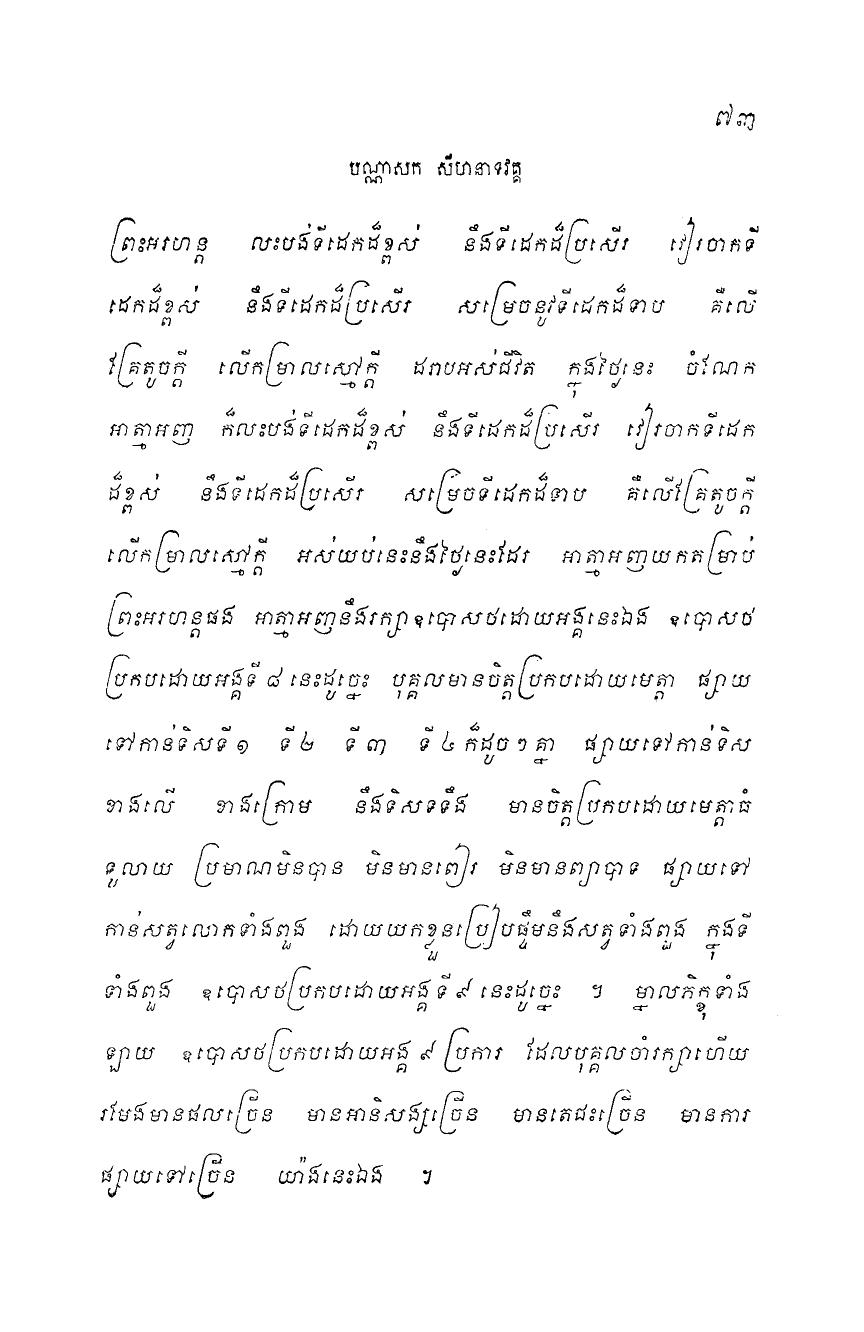 ៧៣
បណ្ណាសក សីហនាទវគ្គ
ព្រះអរហន្ត លះបង់ទីដេកដ៏ខ្ពស់ នឹងទីដេកដ៏ប្រសើរ វៀរចាកទី
ដេកដ៏ខ្ពស់ នឹងទីដេកដ៏ប្រសើរ សម្រេចនូវទីដេកដ៏ទាប គឺលើ
គ្រែតូចក្តី លើកម្រាលស្មៅក្តី ដរាបអស់ជីវិត ក្នុងថ្ងៃនេះ ចំណែក
អាត្មាអញ ក៏លះបង់ទីដេកដ៏ខ្ពស់ នឹងទីដេកដ៏ប្រសើរ វៀរចាកទីដេក
ដ៏ខ្ពស់ នឹងទីដេកដ៏ប្រសើរ សម្រេចទីដេកដ៏ទាប គឺលើគ្រែតូចក្តី
លើកម្រាលស្មៅក្តី អស់យប់នេះនឹងថ្ងៃនេះដែរ អាត្មាអញយកតម្រាប់
ព្រះអរហន្តផង អាត្មាអញនឹងរក្សាឧបោសថដោយអង្គនេះឯង ឧបោសថ
ប្រកបដោយអង្គទី ៨ នេះដូច្នេះ បុគ្គលមានចិត្តប្រកបដោយមេត្តា ផ្សាយ
ទៅកាន់ទិសទី១ ទី២ ទី៣ ទី៤ ក៏ដូចៗគ្នា ផ្សាយទៅកាន់ទិស
ខាងលើ ខាងក្រោម នឹងទិសទទឹង មានចិត្តប្រកបដោយមេត្តាធំ
ទូលាយ ប្រមាណមិនបាន មិនមានពៀរ មិនមានព្យាបាទ ផ្សាយទៅ
កាន់សត្វលោកទាំងពួង ដោយយកខ្លួនប្រៀបផ្ទឹមនឹងសត្វទាំងពួង ក្នុងទី
ទាំងពួង ឧបោសថប្រកបដោយអង្គទី ៩ នេះដូច្នេះ ។ ម្នាលភិក្ខុទាំង
ឡាយ ឧបោសថប្រកបដោយអង្គ ៩ ប្រការ ដែលបុគ្គលចាំរក្សាហើយ
រមែងមានផលច្រើន មានអានិសង្សច្រើន មានតេជះច្រើន មានការ
ផ្សាយទៅច្រើន យ៉ាងនេះឯង ។